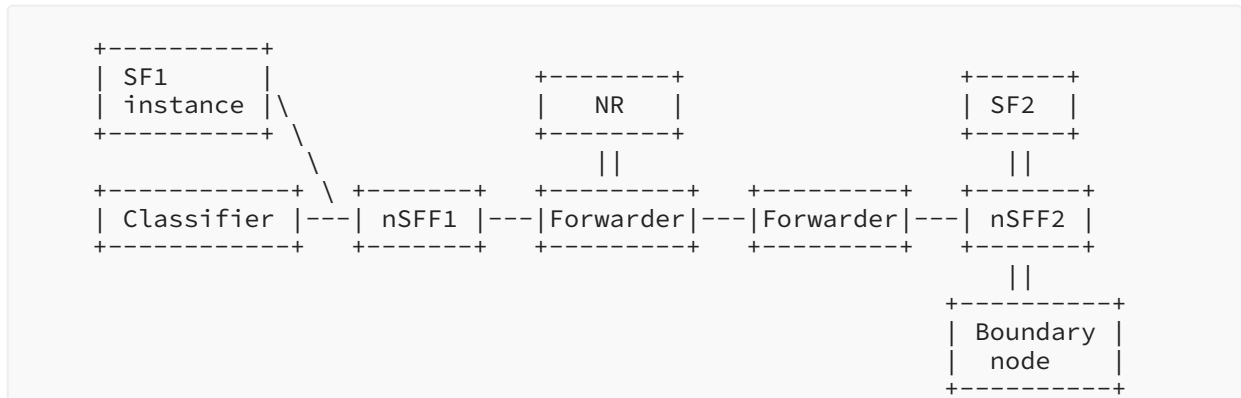 SF1
instance
NR
SF2
Classifier
nSFF1
Forwarder
Forwarder
nSFF2
Boundary
node